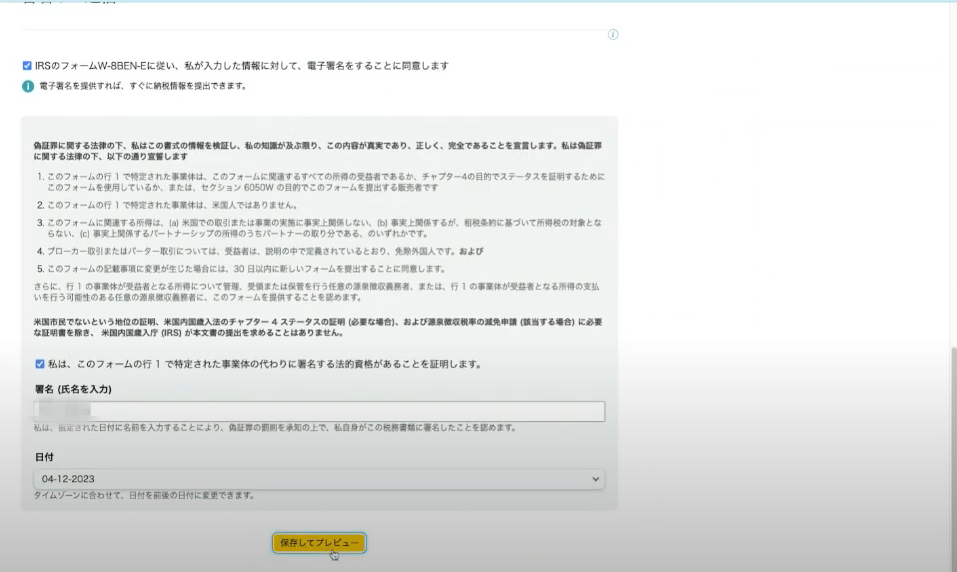 IRSのフォームW-8BEN-Eに従い、私が入力した情報に対して、電子署名をすることに同意します
電子署名を提供すれば、すぐに納税情報を提出できます。
偽証罪に関する法律の下、私はこの書式の情報を検証し、私の知識が及ぶ限り、この内容が真実であり、正しく、完全であることを宣言します。私は偽証罪
に関する法律の下、以下の通り宣誓します
1. このフォームの行 1 で特定された事業体は、このフォームに関連するすべての所得の受益者であるか、チャプター4の目的でステータスを証明するために
このフォームを使用しているか、または、セクション 6050W の目的でこのフォームを提出する販売者です
2. このフォームの行 1 で特定された事業体は、米国人ではありません。
3. このフォームに関連する所得は、(a) 米国での取引または事業の実施に事実上関係しない、(b) 事実上関係するが、租税条約に基づいて所得税の対象とな
らない、(c) 事実上関係するパートナーシップの所得のうちパートナーの取り分である、のいずれかです。
4. ブローカー取引またはバーター取引については、受益者は、説明の中で定義されているとおり、免除外国人です。および
5. このフォームの記載事項に変更が生じた場合には、30 日以内に新しいフォームを提出することに同意します。
さらに、行 1 の事業体が受益者となる所得について管理、受領または保管を行う任意の源泉徴収義務者、または、行 1 の事業体が受益者となる所得の支払
いを行う可能性のある任意の源泉徴収義務者に、このフォームを提供することを認めます。
米国市民でないという地位の証明、米国内国歳入法のチャプター 4 ステータスの証明 (必要な場合)、および源泉徴収税率の減免申請 (該当する場合) に必要
な証明書を除き、 米国内国歳入庁 (IRS) が本文書の提出を求めることはありません。
私は、このフォームの行 1 で特定された事業体の代わりに署名する法的資格があることを証明します。
署名 (氏名を入力)
私は、指定された日付に名前を入力することにより、偽証罪の罰則を承知の上で、私自身がこの税務書類に署名したことを認めます。
日付
04-12-2023
タイムゾーンに合わせて、日付を前後の日付に変更できます。
保存してプレビュー